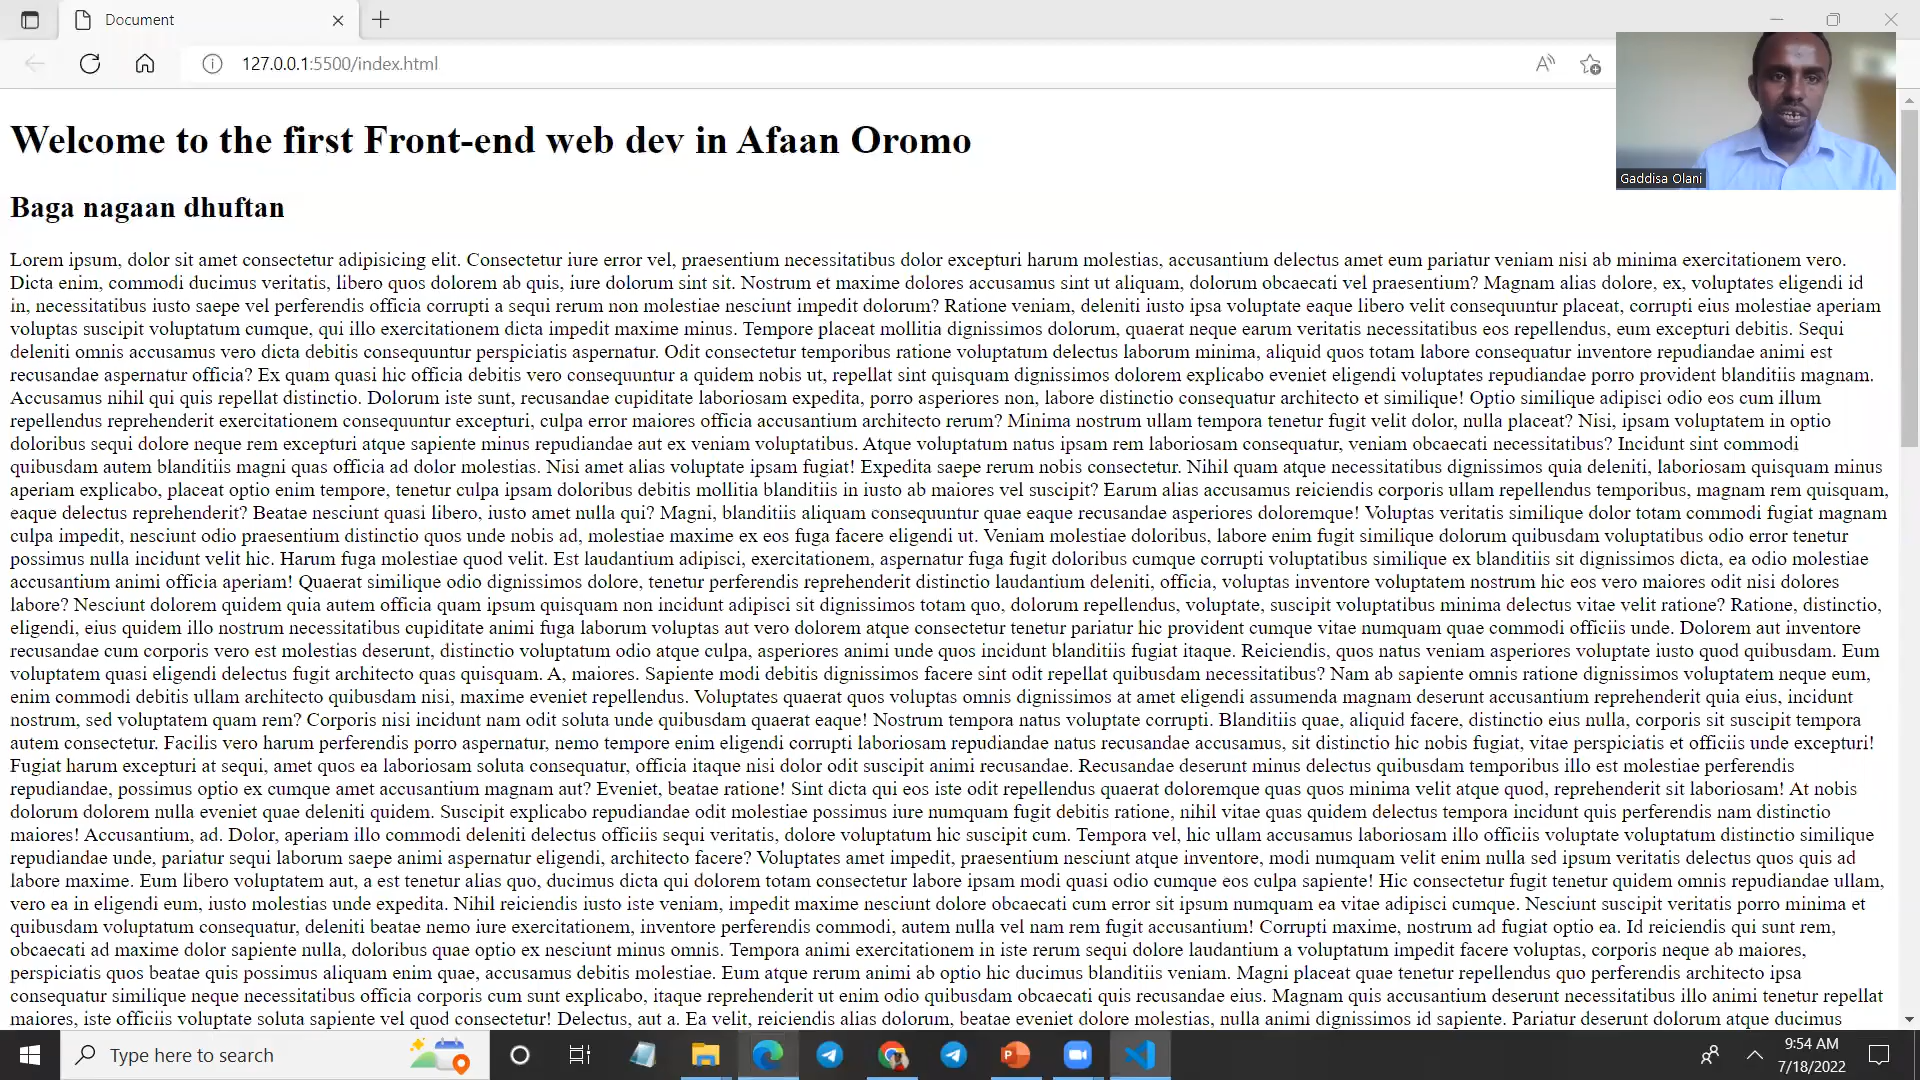 Document
127.0.0.1:5500/index.html
Gaddisa Olani
Welcome to the first Front-end web dev in Afaan Oromo
Baga nagaan dhuftan
Lorem ipsum, dolor sit amet consectetur adipisicing elit. Consectetur iure error vel, praesentium necessitatibus dolor excepturi harum molestias, accusantium delectus amet eum pariatur veniam nisi ab minima exercitationem vero.
Dicta enim, commodi ducimus veritatis, libero quos dolorem ab quis, iure dolorum sint sit. Nostrum et maxime dolores accusamus sint ut aliquam, dolorum obcaecati vel praesentium? Magnam alias dolore, ex, voluptates eligendi id
in, necessitatibus iusto saepe vel perferendis officia corrupti a sequi rerum non molestiae nesciunt impedit dolorum? Ratione veniam, deleniti iusto ipsa voluptate eaque libero velit consequuntur placeat, corrupti eius molestiae aperiam
voluptas suscipit voluptatum cumque, qui illo exercitationem dicta impedit maxime minus. Tempore placeat mollitia dignissimos dolorum, quaerat neque earum veritatis necessitatibus eos repellendus, eum excepturi debitis. Sequi
deleniti omnis accusamus vero dicta debitis consequuntur perspiciatis aspernatur. Odit consectetur temporibus ratione voluptatum delectus laborum minima, aliquid quos totam labore consequatur inventore repudiandae animi est
recusandae aspernatur officia? Ex quam quasi hic officia debitis vero consequuntur a quidem nobis ut, repellat sint quisquam dignissimos dolorem explicabo eveniet eligendi voluptates repudiandae porro provident blanditiis magnam.
Accusamus nihil qui quis repellat distinctio. Dolorum iste sunt, recusandae cupiditate laboriosam expedita, porro asperiores non, labore distinctio consequatur architecto et similique! Optio similique adipisci odio eos cum illum
repellendus reprehenderit exercitationem consequuntur excepturi, culpa error maiores officia accusantium architecto rerum? Minima nostrum ullam tempora tenetur fugit velit dolor, nulla placeat? Nisi, ipsam voluptatem in optio
doloribus sequi dolore neque rem excepturi atque sapiente minus repudiandae aut ex veniam voluptatibus. Atque voluptatum natus ipsam rem laboriosam consequatur, veniam obcaecati necessitatibus? Incidunt sint commodi
quibusdam autem blanditiis magni quas officia ad dolor molestias. Nisi amet alias voluptate ipsam fugiat! Expedita saepe rerum nobis consectetur. Nihil quam atque necessitatibus dignissimos quia deleniti, laboriosam quisquam minus
aperiam explicabo, placeat optio enim tempore, tenetur culpa ipsam doloribus debitis mollitia blanditiis in iusto ab maiores vel suscipit? Earum alias accusamus reiciendis corporis ullam repellendus temporibus, magnam rem quisquam,
eaque delectus reprehenderit? Beatae nesciunt quasi libero, iusto amet nulla qui? Magni, blanditiis aliquam consequuntur quae eaque recusandae asperiores doloremque! Voluptas veritatis similique dolor totam commodi fugiat magnam
culpa impedit, nesciunt odio praesentium distinctio quos unde nobis ad, molestiae maxime ex eos fuga facere eligendi ut. Veniam molestiae doloribus, labore enim fugit similique dolorum quibusdam voluptatibus odio error tenetur
possimus nulla incidunt velit hic. Harum fuga molestiae quod velit. Est laudantium adipisci, exercitationem, aspernatur fuga fugit doloribus cumque corrupti voluptatibus similique ex blanditiis sit dignissimos dicta, ea odio molestiae
accusantium animi officia aperiam! Quaerat similique odio dignissimos dolore, tenetur perferendis reprehenderit distinctio laudantium deleniti, officia, voluptas inventore voluptatem nostrum hic eos vero maiores odit nisi dolores
labore? Nesciunt dolorem quidem quia autem officia quam ipsum quisquam non incidunt adipisci sit dignissimos totam quo, dolorum repellendus, voluptate, suscipit voluptatibus minima delectus vitae velit ratione? Ratione, distinctio,
eligendi, eius quidem illo nostrum necessitatibus cupiditate animi fuga laborum voluptas aut vero dolorem atque consectetur tenetur pariatur hic provident cumque vitae numquam quae commodi officiis unde. Dolorem aut inventore
recusandae cum corporis vero est molestias deserunt, distinctio voluptatum odio atque culpa, asperiores animi unde quos incidunt blanditiis fugiat itaque. Reiciendis, quos natus veniam asperiores voluptate iusto quod quibusdam. Eum
voluptatem quasi eligendi delectus fugit architecto quas quisquam. A, maiores. Sapiente modi debitis dignissimos facere sint odit repellat quibusdam necessitatibus? Nam ab sapiente omnis ratione dignissimos voluptatem neque eum,
enim commodi debitis ullam architecto quibusdam nisi, maxime eveniet repellendus. Voluptates quaerat quos voluptas omnis dignissimos at amet eligendi assumenda magnam deserunt accusantium reprehenderit quia eius, incidunt
nostrum, sed voluptatem quam rem? Corporis nisi incidunt nam odit soluta unde quibusdam quaerat eaque! Nostrum tempora natus voluptate corrupti. Blanditiis quae, aliquid facere, distinctio eius nulla, corporis sit suscipit tempora
autem consectetur. Facilis vero harum perferendis porro aspernatur, nemo tempore enim eligendi corrupti laboriosam repudiandae natus recusandae accusamus, sit distinctio hic nobis fugiat, vitae perspiciatis et officiis unde excepturi!
Fugiat harum excepturi at sequi, amet quos ea laboriosam soluta consequatur, officia itaque nisi dolor odit suscipit animi recusandae. Recusandae deserunt minus delectus quibusdam temporibus illo est molestiae perferendis
repudiandae, possimus optio ex cumque amet accusantium magnam aut? Eveniet, beatae ratione! Sint dicta qui eos iste odit repellendus quaerat doloremque quas quos minima velit atque quod, reprehenderit sit laboriosam! At nobis
dolorum dolorem nulla eveniet quae deleniti quidem. Suscipit explicabo repudiandae odit molestiae possimus iure numquam fugit debitis ratione, nihil vitae quas quidem delectus tempora incidunt quis perferendis nam distinctio
maiores! Accusantium, ad. Dolor, aperiam illo commodi deleniti delectus officiis sequi veritatis, dolore voluptatum hic suscipit cum. Tempora vel, hic ullam accusamus laboriosam illo officiis voluptate voluptatum distinctio similique
repudiandae unde, pariatur sequi laborum saepe animi aspernatur eligendi, architecto facere? Voluptates amet impedit, praesentium nesciunt atque inventore, modi numquam velit enim nulla sed ipsum veritatis delectus quos quis ad
labore maxime. Eum libero voluptatem aut, a est tenetur alias quo, ducimus dicta qui dolorem totam consectetur labore ipsam modi quasi odio cumque eos culpa sapiente! Hic consectetur fugit tenetur quidem omnis repudiandae ullam,
vero ea in eligendi eum, iusto molestias unde expedita. Nihil reiciendis iusto iste veniam, impedit maxime nesciunt dolore obcaecati cum error sit ipsum numquam ea vitae adipisci cumque. Nesciunt suscipit veritatis porro minima et
quibusdam voluptatum consequatur, deleniti beatae nemo iure exercitationem, inventore perferendis commodi, autem nulla vel nam rem fugit accusantium! Corrupti maxime, nostrum ad fugiat optio ea. Id reiciendis qui sunt rem,
obcaecati ad maxime dolor sapiente nulla, doloribus quae optio ex nesciunt minus omnis. Tempora animi exercitationem in iste rerum sequi dolore laudantium a voluptatum impedit facere voluptas, corporis neque ab maiores,
perspiciatis quos beatae quis possimus aliquam enim quae, accusamus debitis molestiae. Eum atque rerum animi ab optio hic ducimus blanditiis veniam. Magni placeat quae tenetur repellendus quo perferendis architecto ipsa
consequatur similique neque necessitatibus officia corporis cum sunt explicabo, itaque reprehenderit ut enim odio quibusdam obcaecati quis recusandae eius. Magnam quis accusantium deserunt necessitatibus illo animi tenetur repellat
maiores, iste officiis voluptate soluta sapiente vel quod consectetur! Delectus, aut a. Ea velit, reiciendis alias dolorum, beatae eveniet dolore molestias, nulla animi dignissimos id sapiente. Pariatur deserunt dolorum atque ducimus
Type here to search
9:54 AM
7/18/2022